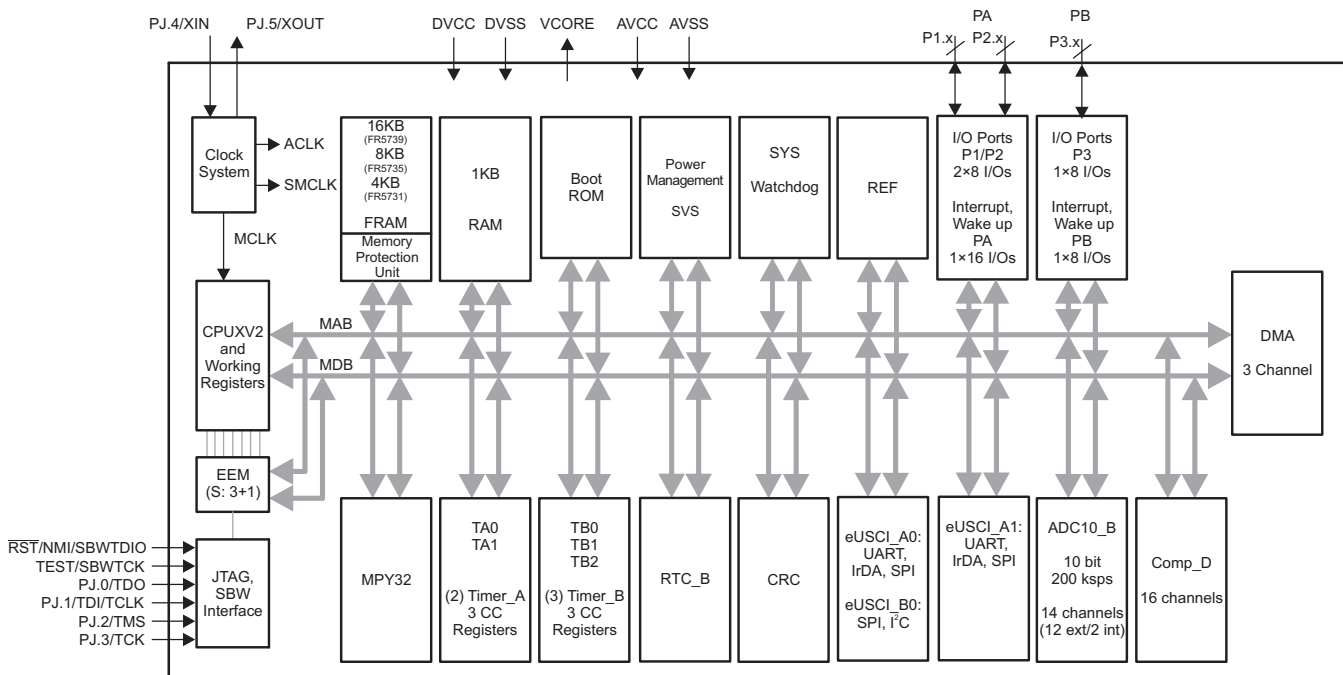 PJ.4/XIN
PJ.5/XOUT
DVCC
DVSS
VCORE
AVCC
AVSS
PA
P1.x
P2.x
PB
P3.x
Clock
System
ACLK
SMCLK
MCLK
16KB
(FR5739)
8KB
(FR5735)
4KB
(FR5731)
FRAM
Memory
Protection
Unit
1KB
RAM
Boot
ROM
Power
Management
SVS
SYS
Watchdog
REF
I/O Ports
P1/P2
2×8 I/Os
Interrupt,
Wake up
PA
1×16 I/Os
I/O Ports
P3
1×8 I/Os
Interrupt,
Wake up
PB
1×8 I/Os
CPUXV2
and
Working
Registers
MAB
MDB
DMA
3 Channel
EEM
(S: 3+1)
RST/NMI/SBWTDIO
TEST/SBWTCK
PJ.0/TDO
PJ.1/TDI/TCLK
PJ.2/TMS
PJ.3/TCK
JTAG,
SBW
Interface
MPY32
TA0
TA1
(2) Timer_A
3 CC
Registers
TB0
TB1
TB2
(3) Timer_B
3 CC
Registers
RTC_B
CRC
eUSCI_A0:
UART,
IrDA, SPI
eUSCI_B0:
SPI, I²C
eUSCI_A1:
UART,
IrDA, SPI
ADC10_B
10 bit
200 ksps
14 channels
(12 ext/2 int)
Comp_D
16 channels